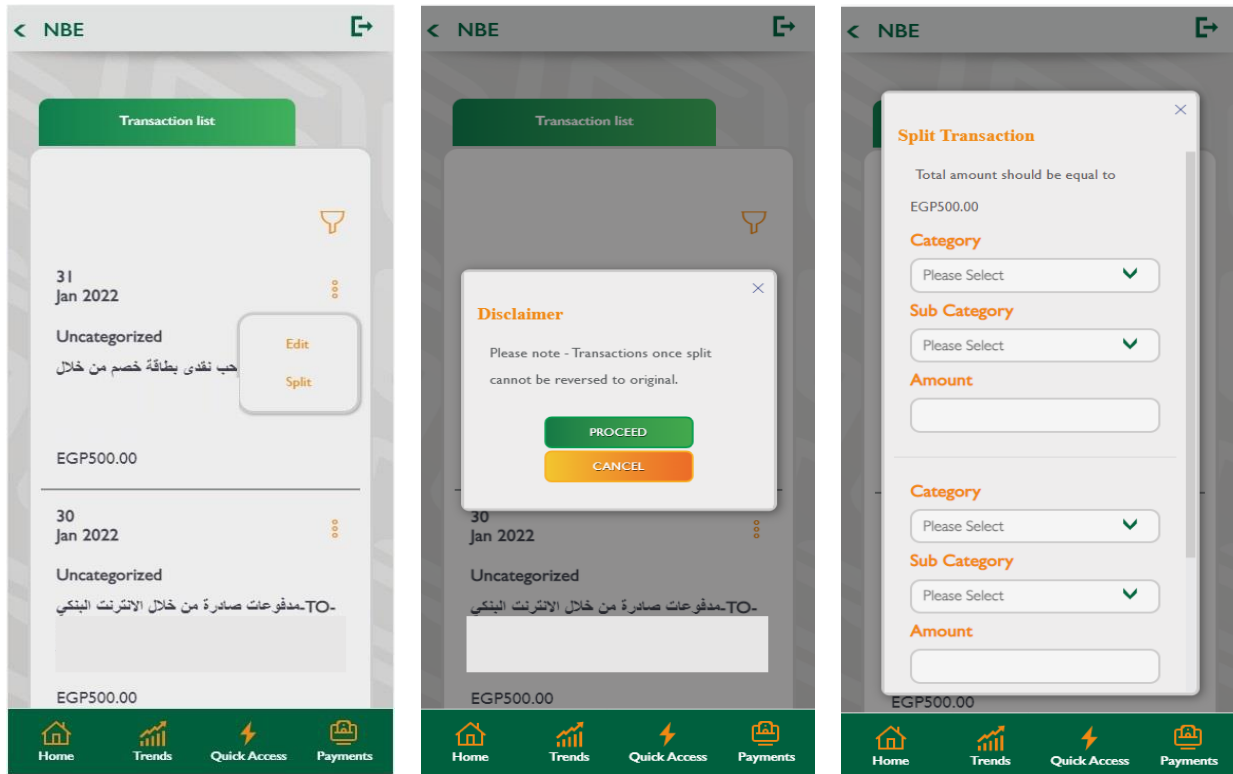 NBE
Transaction list
31
Jan 2022
Uncategorized
Edit
حب نقدى بطاقة خصم من خلال
Split
EGP500.00
30
Jan 2022
Uncategorized
TO-مدفوعات صادرة من خلال الانترنت البنكي-
EGP500.00
Home
Trends
Quick Access
Payments
NBE
Transaction list
Disclaimer
Please note - Transactions once split
cannot be reversed to original.
PROCEED
CANCEL
30
Jan 2022
Uncategorized
TO-مدفوعات صادرة من خلال الانترنت البنكي-
EGP500.00
Home
Trends
Quick Access
Payments
NBE
Split Transaction
Total amount should be equal to
EGP500.00
Category
Please Select
Sub Category
Please Select
Amount
Category
Please Select
Sub Category
Please Select
Amount
EGP500.00
Home
Trends
Quick Access
Payments